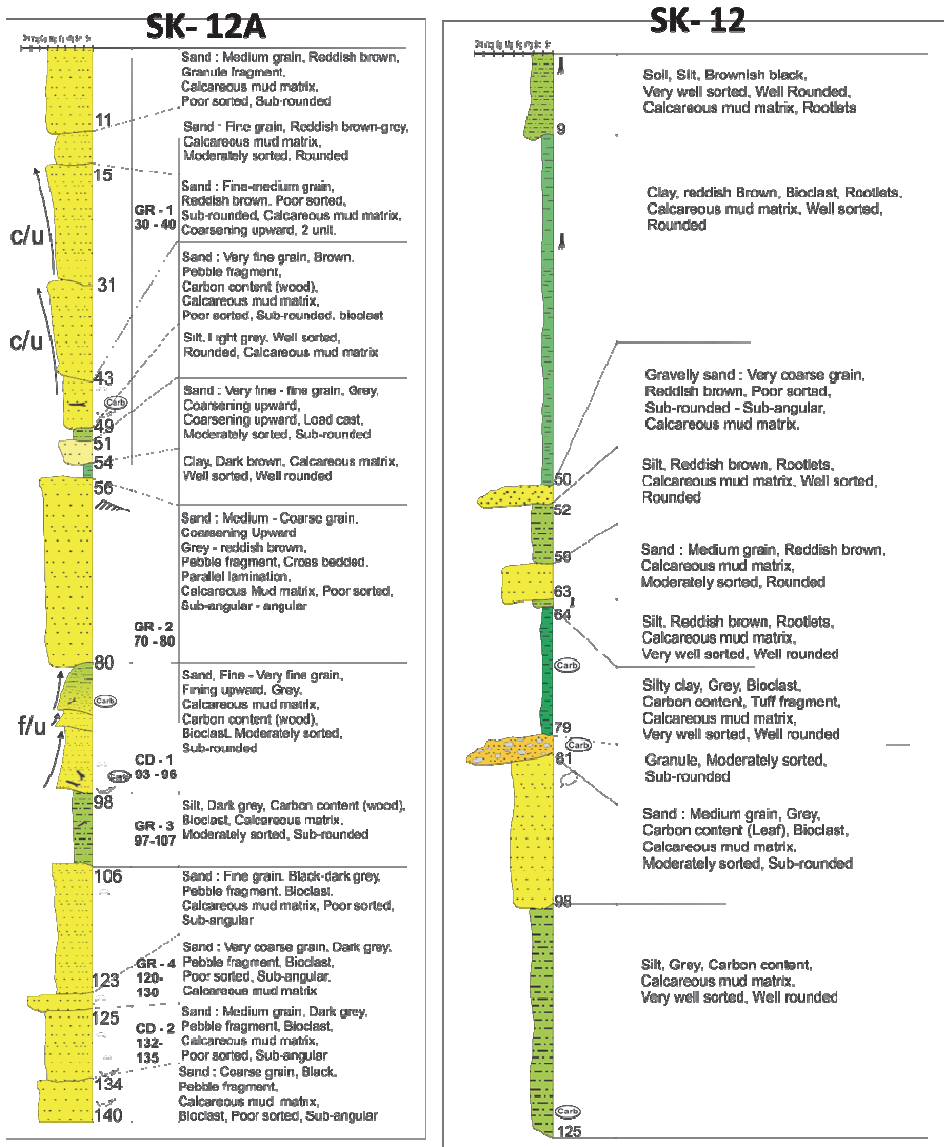 SK- 12A
Sand : Medium grain, Reddish brown,
Granule fragment,
Calcareous mud matrix,
Poor sorted, Sub-rounded
11
Sand - Fine grain, Reddish brown-grey,
Calcareous mud matrix,
Moderately sorted, Rounded
15
Sand : Fine-medium grain,
Reddish brown, Poor sorted,
Sub-rounded, Calcareous mud matrix,
Coarsening upward, 2 unit.
GR - 1
30 - 40
c/u
31
Sand : Very fine grain, Brown.
Pebble fragment,
Carbon content (wood),
Calcareous mud matrix,
Poor sorted, Sub-rounded, bioclast
c/u
Silt, Light grey. Well sorted,
Rounded, Calcareous mud matrix
43
Carb
Sand : Very fine - fine grain, Grey,
Coarsening upward,
Coarsening upward, Load cast,
Moderately sorted, Sub-rounded
49
51
54
Clay, Dark brown, Calcareous matrix,
Well sorted, Well rounded
56
Sand : Medium - Coarse grain,
Coarsening Upward
Grey - reddish brown,
Pebble fragment, Cross bedded.
Parallel lamination,
Calcareous Mud matrix, Poor sorted,
Sub-angular - angular
GR - 2
70 - 80
80
Sand, Fine - Very fine grain,
Fining upward, Grey,
Calcareous mud matrix,
Carbon content (wood),
Bioclast. Moderately sorted,
Sub-rounded
Carb
f/u
CD - 1
93 - 96
Carb
98
Silt, Dark grey, Carbon content (wood),
Bioclast, Calcareous matrix.
Moderately sorted, Sub-rounded
GR - 3
97-107
106
Sand : Fine grain. Black-dark grey,
Pebble fragment. Bioclast.
Calcareous mud matrix, Poor sorted,
Sub-angular
123
Sand : Very coarse grain, Dark grey.
Pebble fragment, Bioclast,
Poor sorted, Sub-angular.
Calcareous mud matrix
GR - 4
120-
130
125
Sand : Medium grain, Dark grey,
Pebble fragment, Bioclast,
Calcareous mud matrix,
Poor sorted, Sub-angular
CD - 2
132-
135
134
Sand : Coarse grain, Black.
Pebble fragment,
Calcareous mud matrix,
Bioclast, Poor sorted, Sub-angular
140
SK- 12
Soil, Silt, Brownish black,
Very well sorted, Well Rounded,
Calcareous mud matrix, Rootlets
9
Clay, reddish Brown, Bioclast, Rootlets.
Calcareous mud matrix, Well sorted,
Rounded
Gravelly sand : Very coarse grain,
Reddish brown, Poor sorted,
Sub-rounded - Sub-angular,
Calcareous mud matrix.
50
52
Silt, Reddish brown, Rootlets,
Calcareous mud matrix, Well sorted,
Rounded
Sand : Medium grain, Reddish brown,
Calcareous mud matrix,
Moderately sorted, Rounded
63
64
Silt, Reddish brown, Rootlets,
Calcareous mud matrix,
Very well sorted, Well rounded
Carb
Silty clay, Grey, Bioclast,
Carbon content, Tuff fragment,
Calcareous mud matrix,
Very well sorted, Well rounded
79
Carb
81
Granule, Moderately sorted,
Sub-rounded
Sand : Medium grain, Grey,
Carbon content (Leaf), Bioclast,
Calcareous mud matrix.
Moderately sorted, Sub-rounded
98
Silt, Grey, Carbon content,
Calcareous mud matrix.
Very well sorted, Well rounded
Carb
125